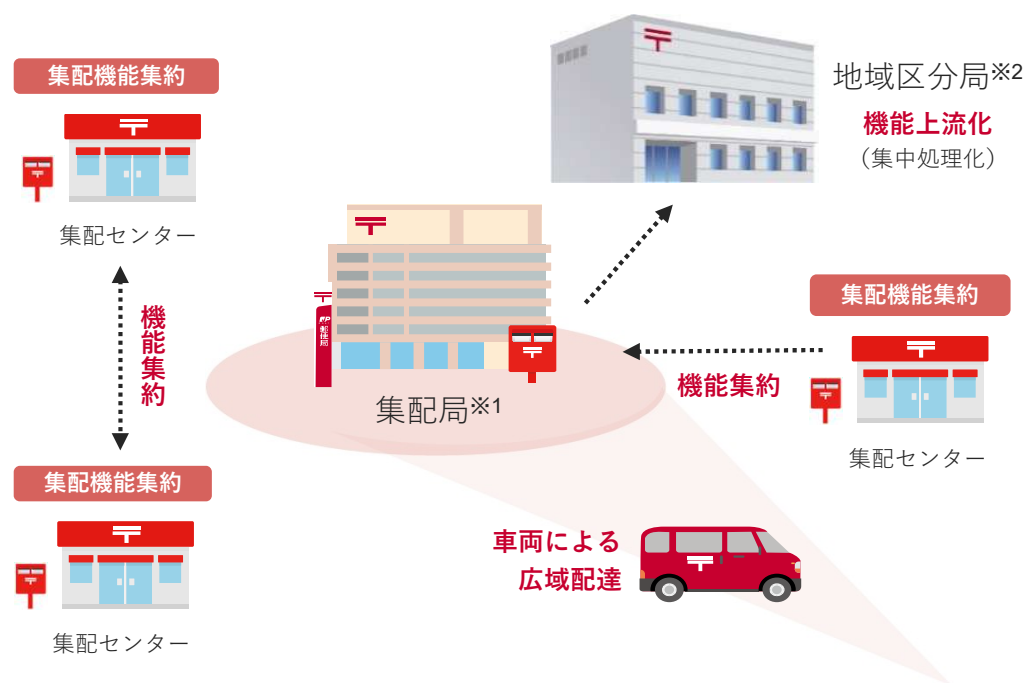 集配機能集約
集配センター
機能集約
集配機能集約
集配センター
地域区分局※2
機能上流化
（集中処理化）
郵便局
集配局※1
集配機能集約
機能集約
集配センター
車両による
広域配達